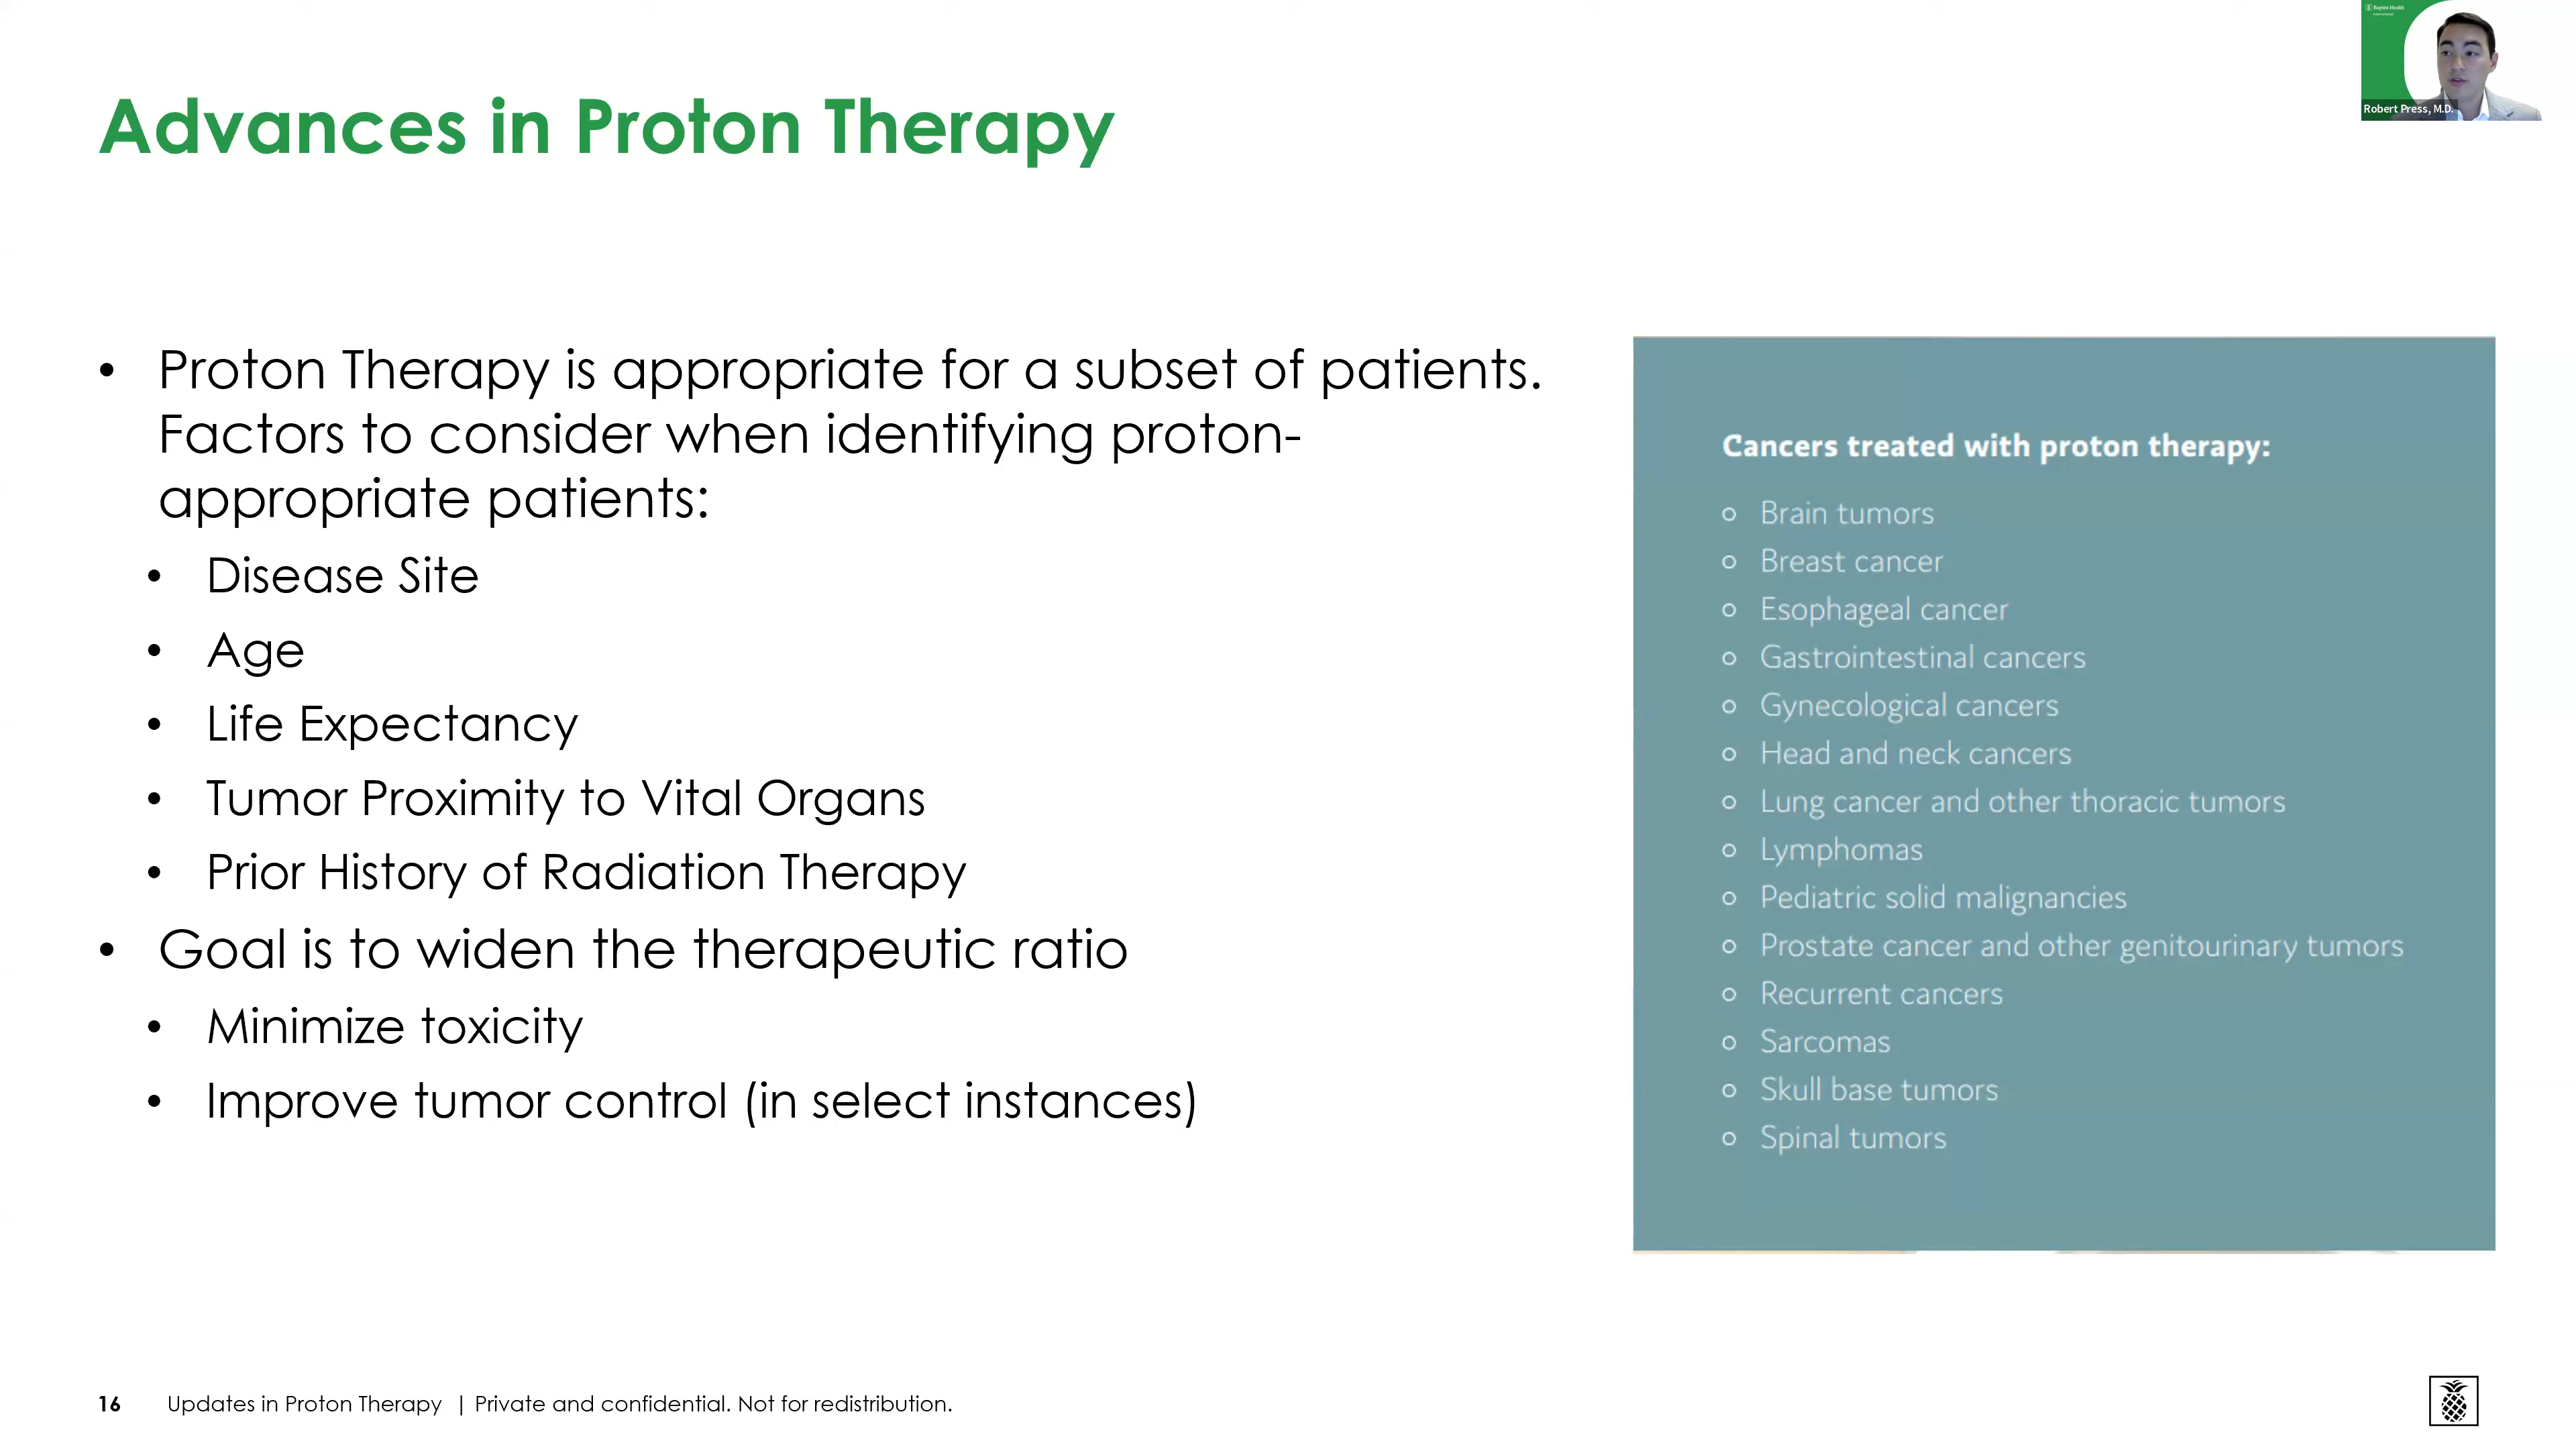 Advances in Proton Therapy
Baptist Health
Robert Press, M.D.
• Proton Therapy is appropriate for a subset of patients.
Factors to consider when identifying proton-
appropriate patients:
• Disease Site
• Age
• Life Expectancy
• Tumor Proximity to Vital Organs
• Prior History of Radiation Therapy
• Goal is to widen the therapeutic ratio
• Minimize toxicity
• Improve tumor control (in select instances)
Cancers treated with proton therapy:
Brain tumors
Breast cancer
Esophageal cancer
Gastrointestinal cancers
Gynecological cancers
Head and neck cancers
Lung cancer and other thoracic tumors
Lymphomas
Pediatric solid malignancies
Prostate cancer and other genitourinary tumors
Recurrent cancers
Sarcomas
Skull base tumors
Spinal tumors
16 Updates in Proton Therapy | Private and confidential. Not for redistribution.